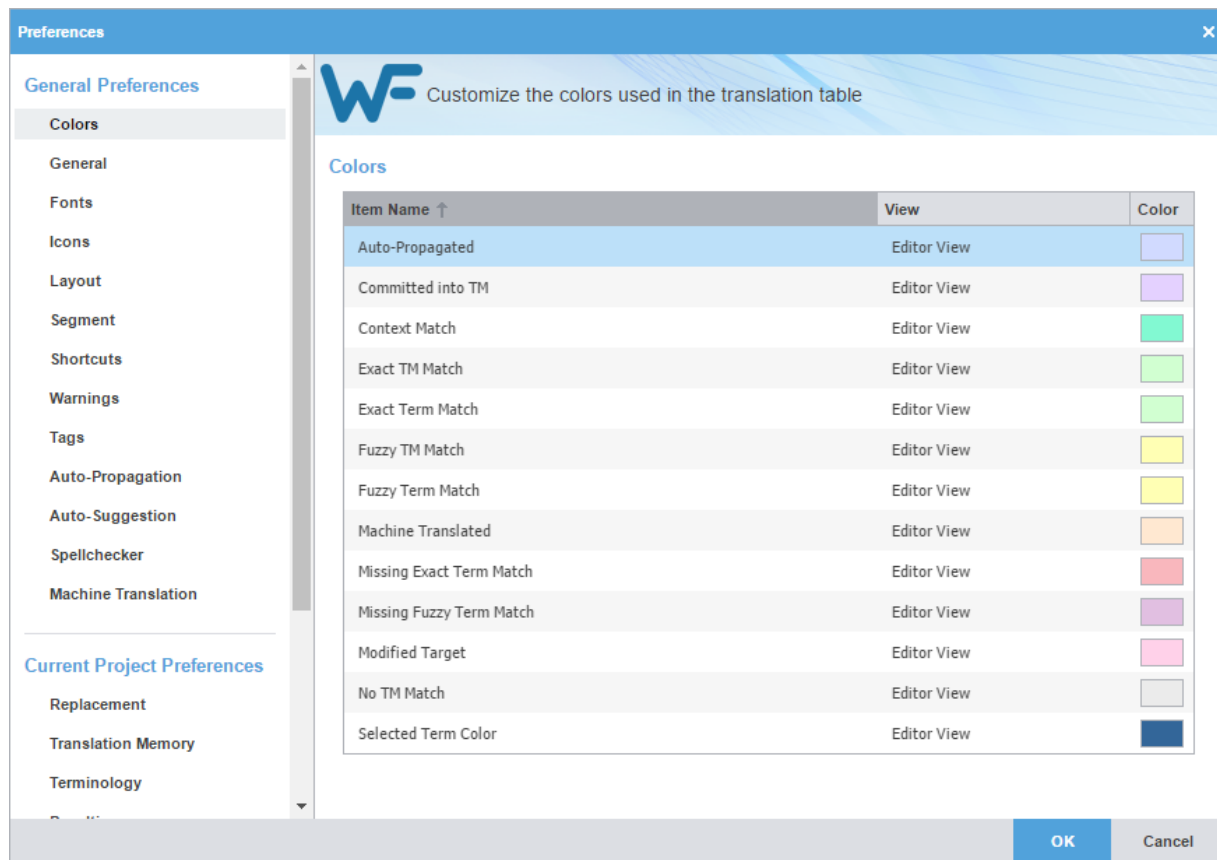 Preferences
General Preferences
Colors
General
Fonts
Icons
Layout
Segment
Shortcuts
Warnings
Tags
Auto-Propagation
Auto-Suggestion
Spellchecker
Machine Translation
Current Project Preferences
Replacement
Translation Memory
Terminology
WF Customize the colors used in the translation table
Colors
Item Name View Color
Auto-Propagated Editor View
Committed into TM Editor View
Context Match Editor View
Exact TM Match Editor View
Exact Term Match Editor View
Fuzzy TM Match Editor View
Fuzzy Term Match Editor View
Machine Translated Editor View
Missing Exact Term Match Editor View
Missing Fuzzy Term Match Editor View
Modified Target Editor View
No TM Match Editor View
Selected Term Color Editor View
OK Cancel